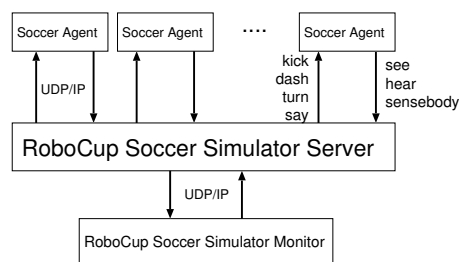 Soccer Agent
Soccer Agent
....
Soccer Agent
UDP/IP
kick
dash
turn
say
see
hear
sensebody
RoboCup Soccer Simulator Server
UDP/IP
RoboCup Soccer Simulator Monitor